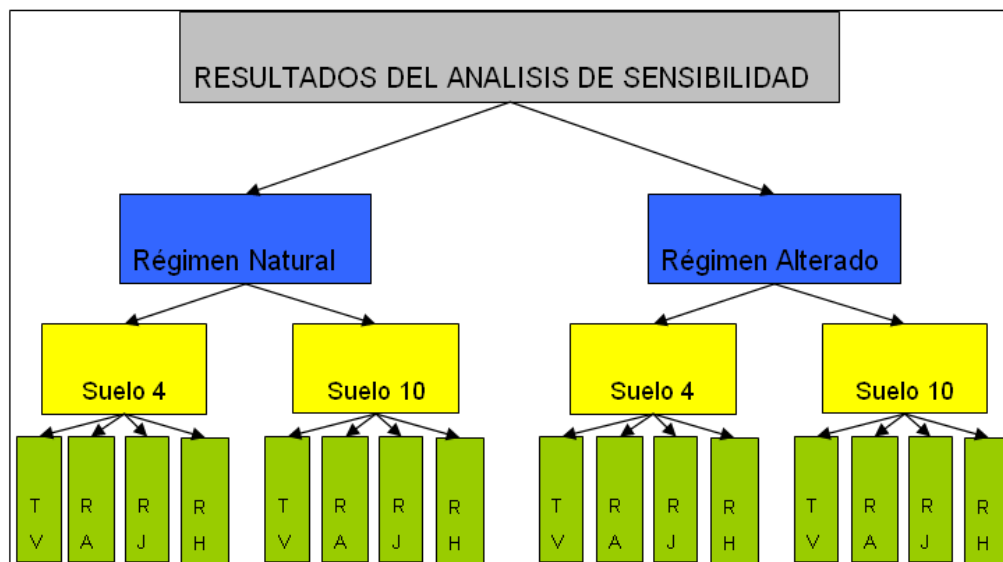 RESULTADOS DEL ANALISIS DE SENSIBILIDAD
Régimen Natural
Régimen Alterado
Suelo 4
Suelo 10
Suelo 4
Suelo 10
T V
R A
R J
R H
T V
R A
R J
R H
T V
R A
R J
R H
T V
R A
R J
R H